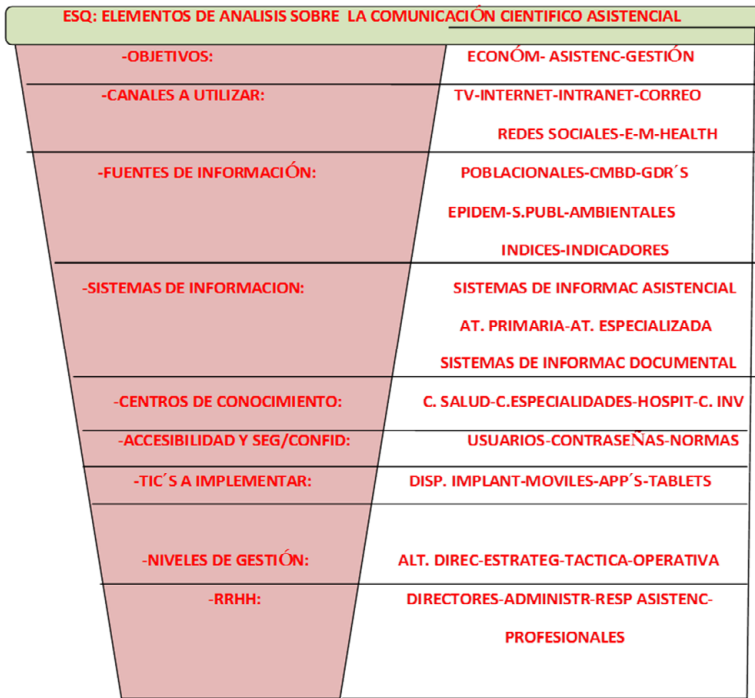 ESQ: ELEMENTOS DE ANALISIS SOBRE LA COMUNICACIÓN CIENTIFICO ASISTENCIAL
-OBJETIVOS: ECONÓM- ASISTENC-GESTIÓN
-CANALES A UTILIZAR: TV-INTERNET-INTRANET-CORREO
REDES SOCIALES-E-M-HEALTH
-FUENTES DE INFORMACIÓN: POBLACIONALES-CMBD-GDR´S
EPIDEM-S.PUBL-AMBIENTALES
INDICES-INDICADORES
-SISTEMAS DE INFORMACION: SISTEMAS DE INFORMAC ASISTENCIAL
AT. PRIMARIA-AT. ESPECIALIZADA
SISTEMAS DE INFORMAC DOCUMENTAL
-CENTROS DE CONOCIMIENTO: C. SALUD-C.ESPECIALIDADES-HOSPIT-C. INV
-ACCESIBILIDAD Y SEG/CONFID: USUARIOS-CONTRASEÑAS-NORMAS
-TIC´S A IMPLEMENTAR: DISP. IMPLANT-MOVILES-APP´S-TABLETS
-NIVELES DE GESTIÓN: ALT. DIREC-ESTRATEG-TACTICA-OPERATIVA
-RRHH: DIRECTORES-ADMINISTR-RESP ASISTENC-
PROFESIONALES